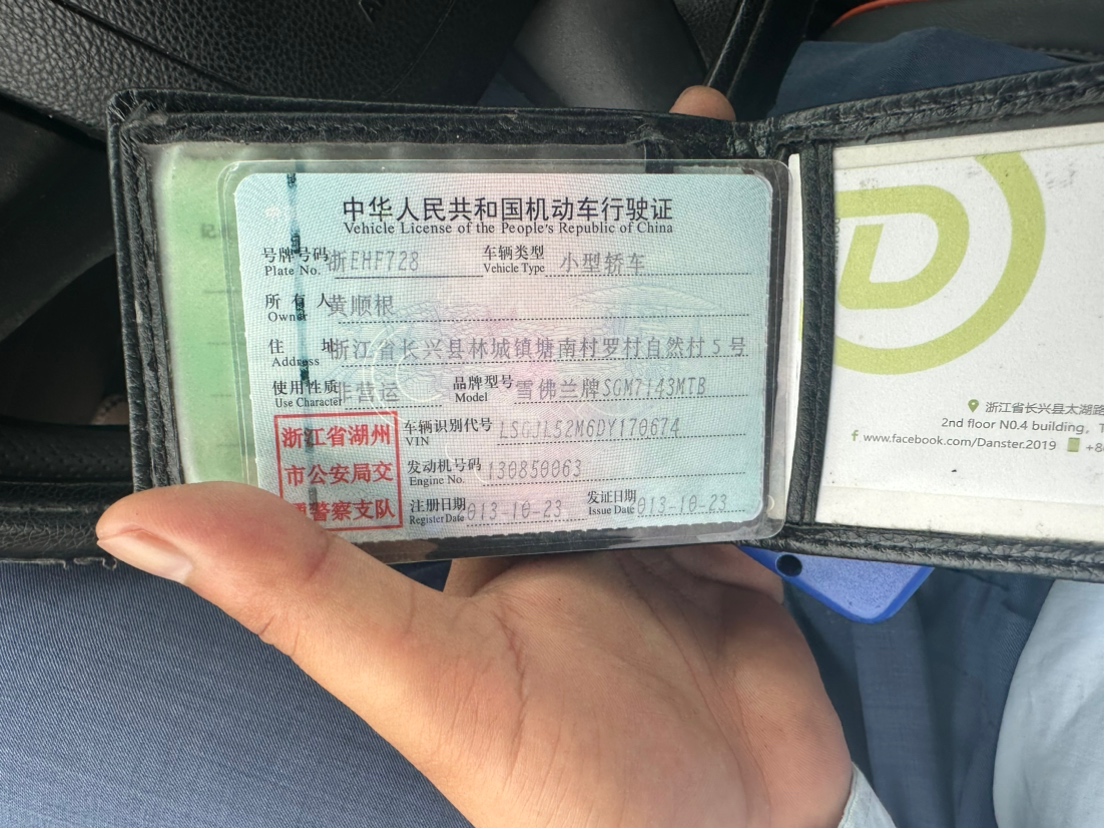 中华人民共和国机动车行驶证
Vehicle License of the People's Republic of China
号牌号码 浙EHF728 车辆类型 小型轿车
Plate No. Vehicle Type
所有人 黄顺根
Owner
住址 浙江省长兴县林城镇塘南村罗村自然村5号
Address
使用性质 非营运 品牌型号 雪佛兰牌SGM7143MTB
Use Character Model
浙江省湖州
市公安局交
警察支队
车辆识别代号 LSGJL52M6DY170674
VIN
发动机号码 130850063
Engine No.
注册日期 013-10-23 发证日期 013-10-23
Register Date Issue Date
D
浙江省长兴县太湖路
2nd floor N0.4 building,
www.facebook.com/Danster.2019